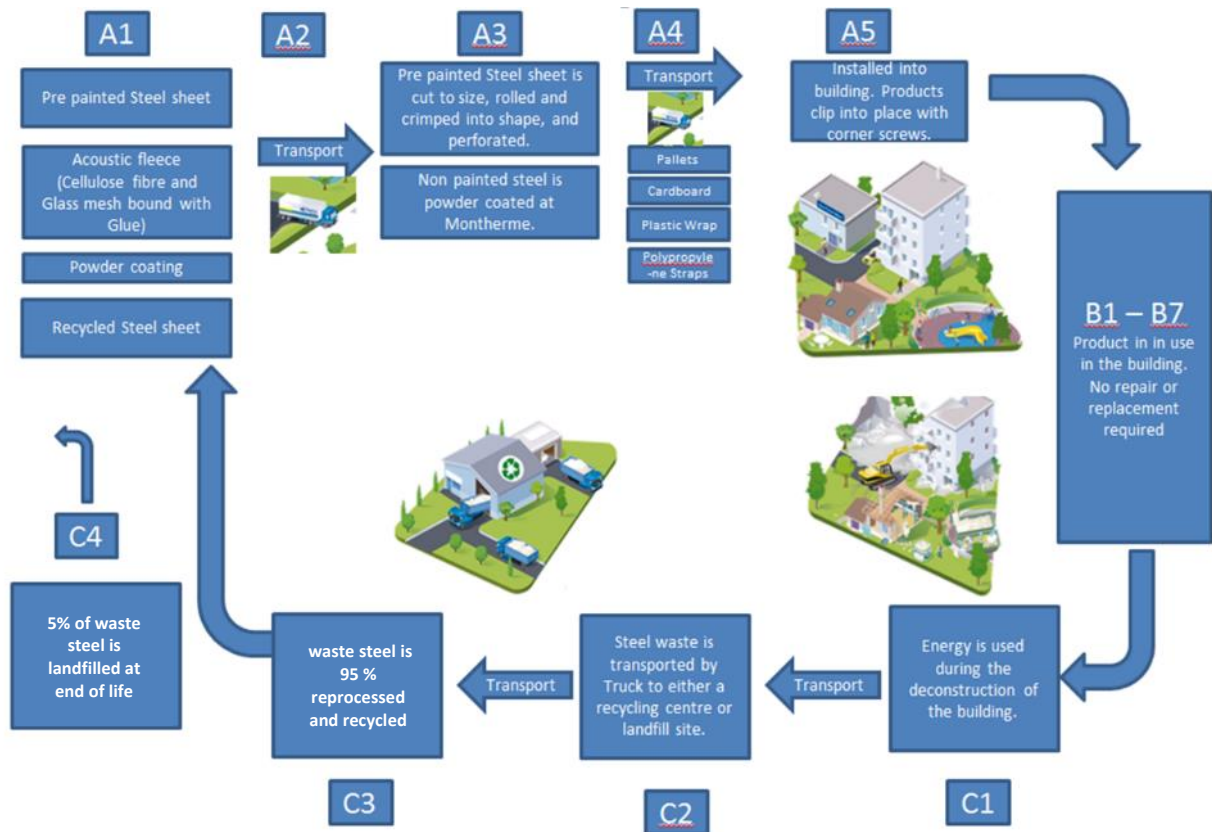 A1
A2
A3
A4
A5
Pre painted Steel sheet
Acoustic fleece
(Cellulose fibre and
Glass mesh bound with
Glue)
Powder coating
Recycled Steel sheet
Transport
Pre painted Steel sheet is
cut to size, rolled and
crimped into shape, and
perforated.
Non painted steel is
powder coated at
Montherme.
Transport
Pallets
Cardboard
Plastic Wrap
Polypropyle
-ne Straps
Installed into
building. Products
clip into place with
corner screws.
B1 – B7
Product in in use
in the building.
No repair or
replacement
required
C4
5% of waste
steel is
landfilled at
end of life
waste steel is
95 %
reprocessed
and recycled
Transport
Steel waste is
transported by
Truck to either a
recycling centre or
landfill site.
Transport
Energy is used
during the
deconstruction of
the building.
C3
C2
C1